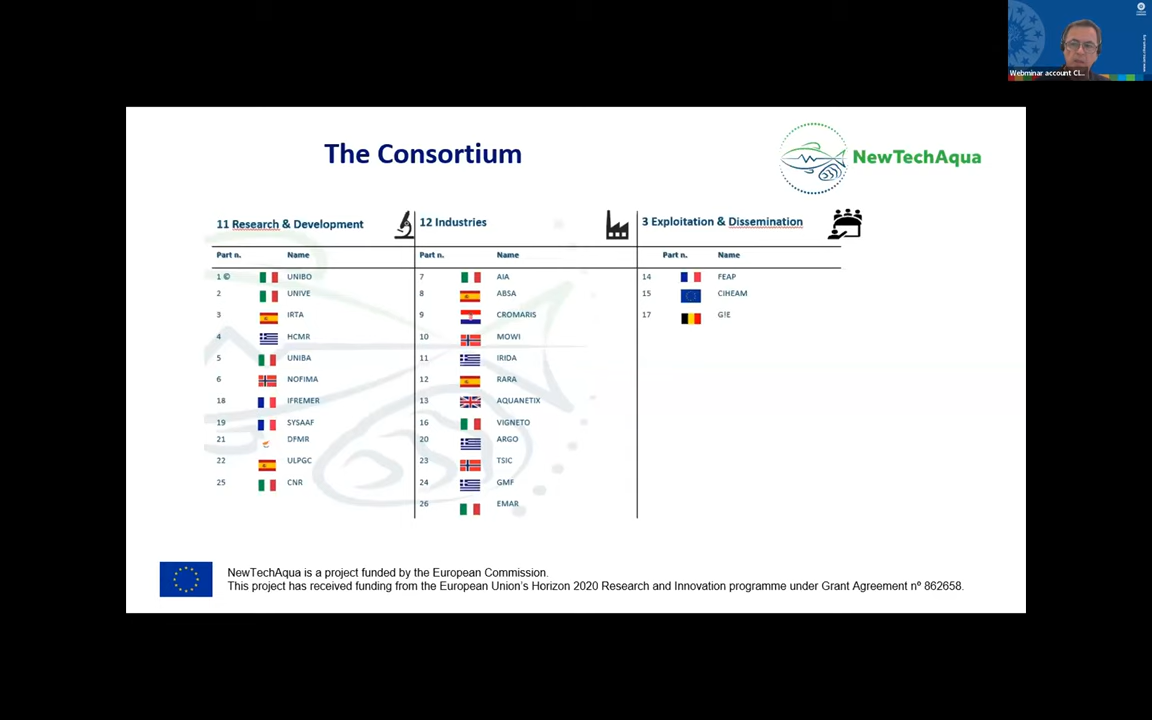 Webminar account CL...
The Consortium
NewTechAqua
11 Research & Development
Part n. Name
1 © UNIBO
2 UNIVE
3 IRTA
4 HCMR
5 UNIBA
6 NOFIMA
18 IFREMER
19 SYSAAF
21 DFMR
22 ULPGC
25 CNR
12 Industries
Part n. Name
7 AIA
8 ABSA
9 CROMARIS
10 MOWI
11 IRIDA
12 RARA
13 AQUANETIX
16 VIGNETO
20 ARGO
23 TSIC
24 GMF
26 EMAR
3 Exploitation & Dissemination
Part n. Name
14 FEAP
15 CIHEAM
17 G!E
NewTechAqua is a project funded by the European Commission.
This project has received funding from the European Union's Horizon 2020 Research and Innovation programme under Grant Agreement nº 862658.